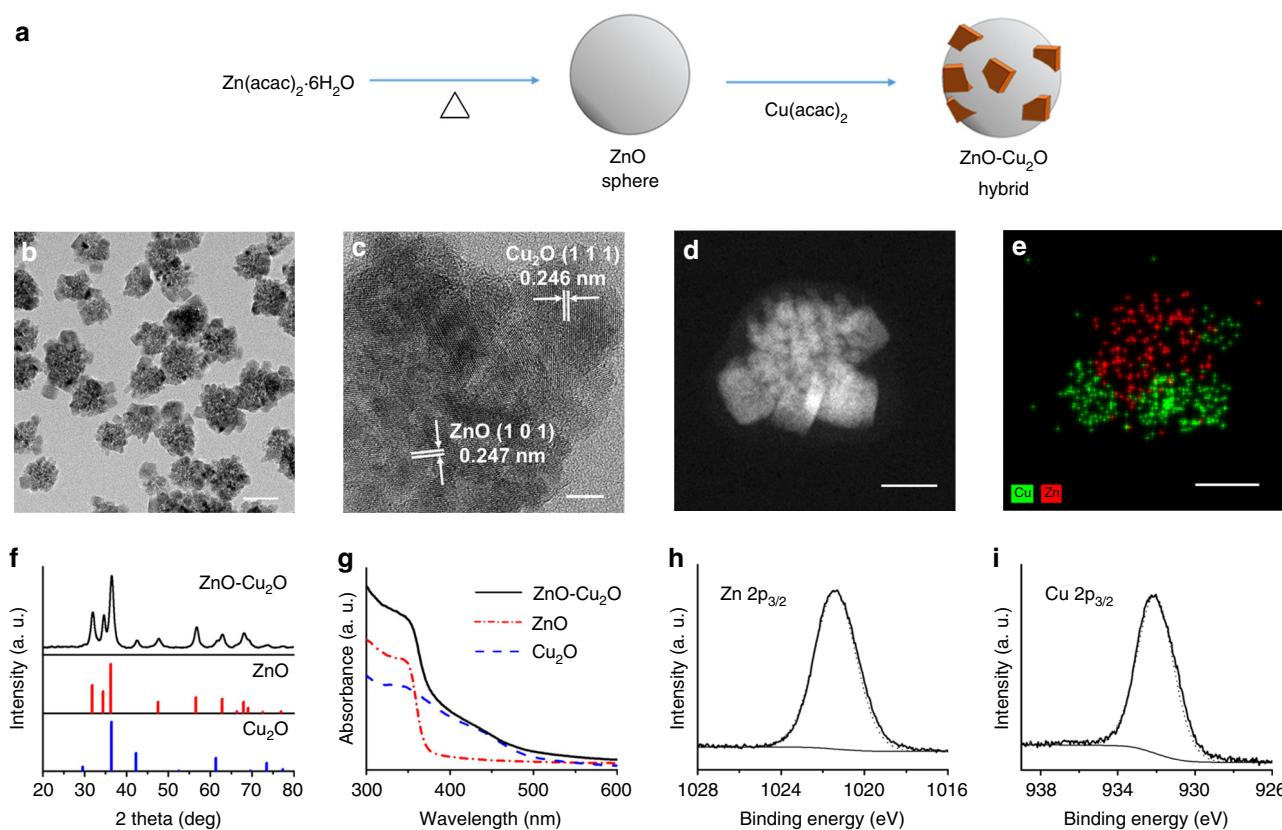 a
Zn(acac)₂·6H₂O
Cu(acac)₂
ZnO
sphere
ZnO-Cu₂O
hybrid
b
c
Cu₂O (1 1 1)
0.246 nm
ZnO (1 0 1)
0.247 nm
d
e
Cu
Zn
f
ZnO-Cu₂O
ZnO
Cu₂O
Intensity (a. u.)
20 30 40 50 60 70 80
2 theta (deg)
g
ZnO-Cu₂O
ZnO
Cu₂O
Absorbance (a. u.)
300 400 500 600
Wavelength (nm)
h
Zn 2p₃/₂
Intensity (a. u.)
1028 1024 1020 1016
Binding energy (eV)
i
Cu 2p₃/₂
Intensity (a. u.)
938 934 930 926
Binding energy (eV)